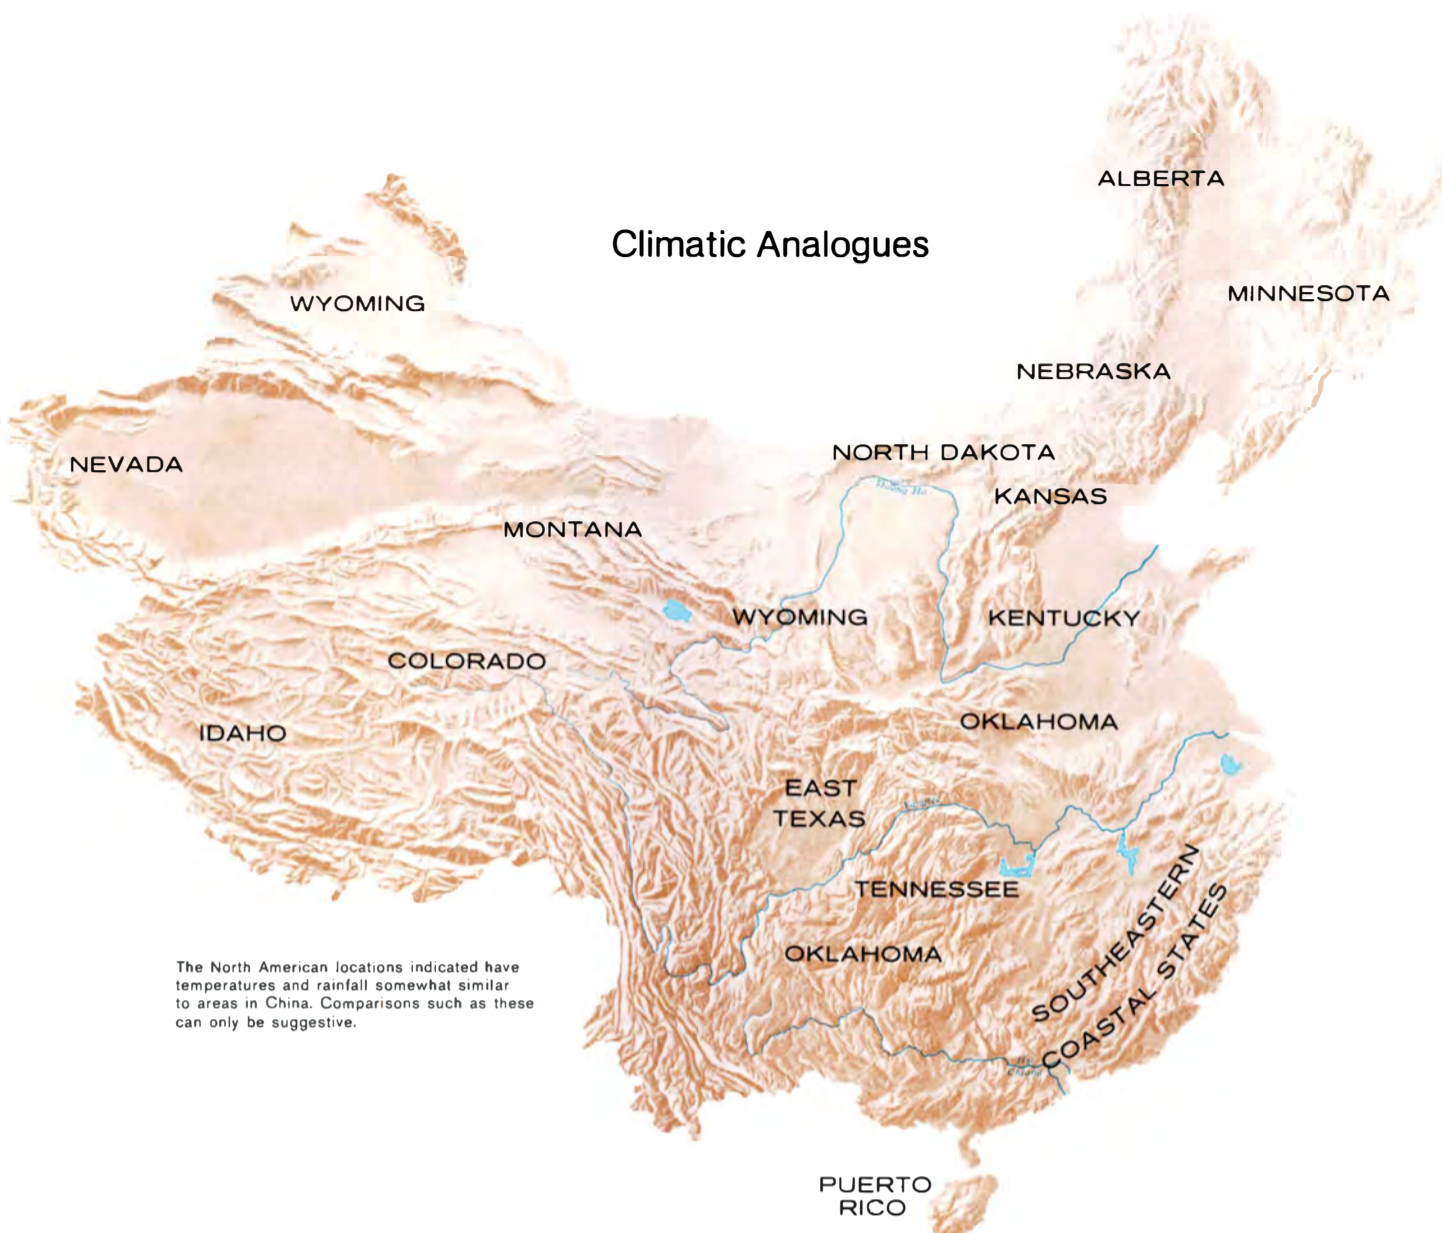 ALBERTA
Climatic Analogues
MINNESOTA
WYOMING
NEBRASKA
NORTH DAKOTA
NEVADA
Huang Ho
KANSAS
MONTANA
WYOMING
KENTUCKY
COLORADO
OKLAHOMA
IDAHO
EAST
TEXAS
TENNESSEE
OKLAHOMA
SOUTHEASTERN
COASTAL STATES
The North American locations indicated have
temperatures and rainfall somewhat similar
to areas in China. Comparisons such as these
can only be suggestive.
PUERTO
RICO